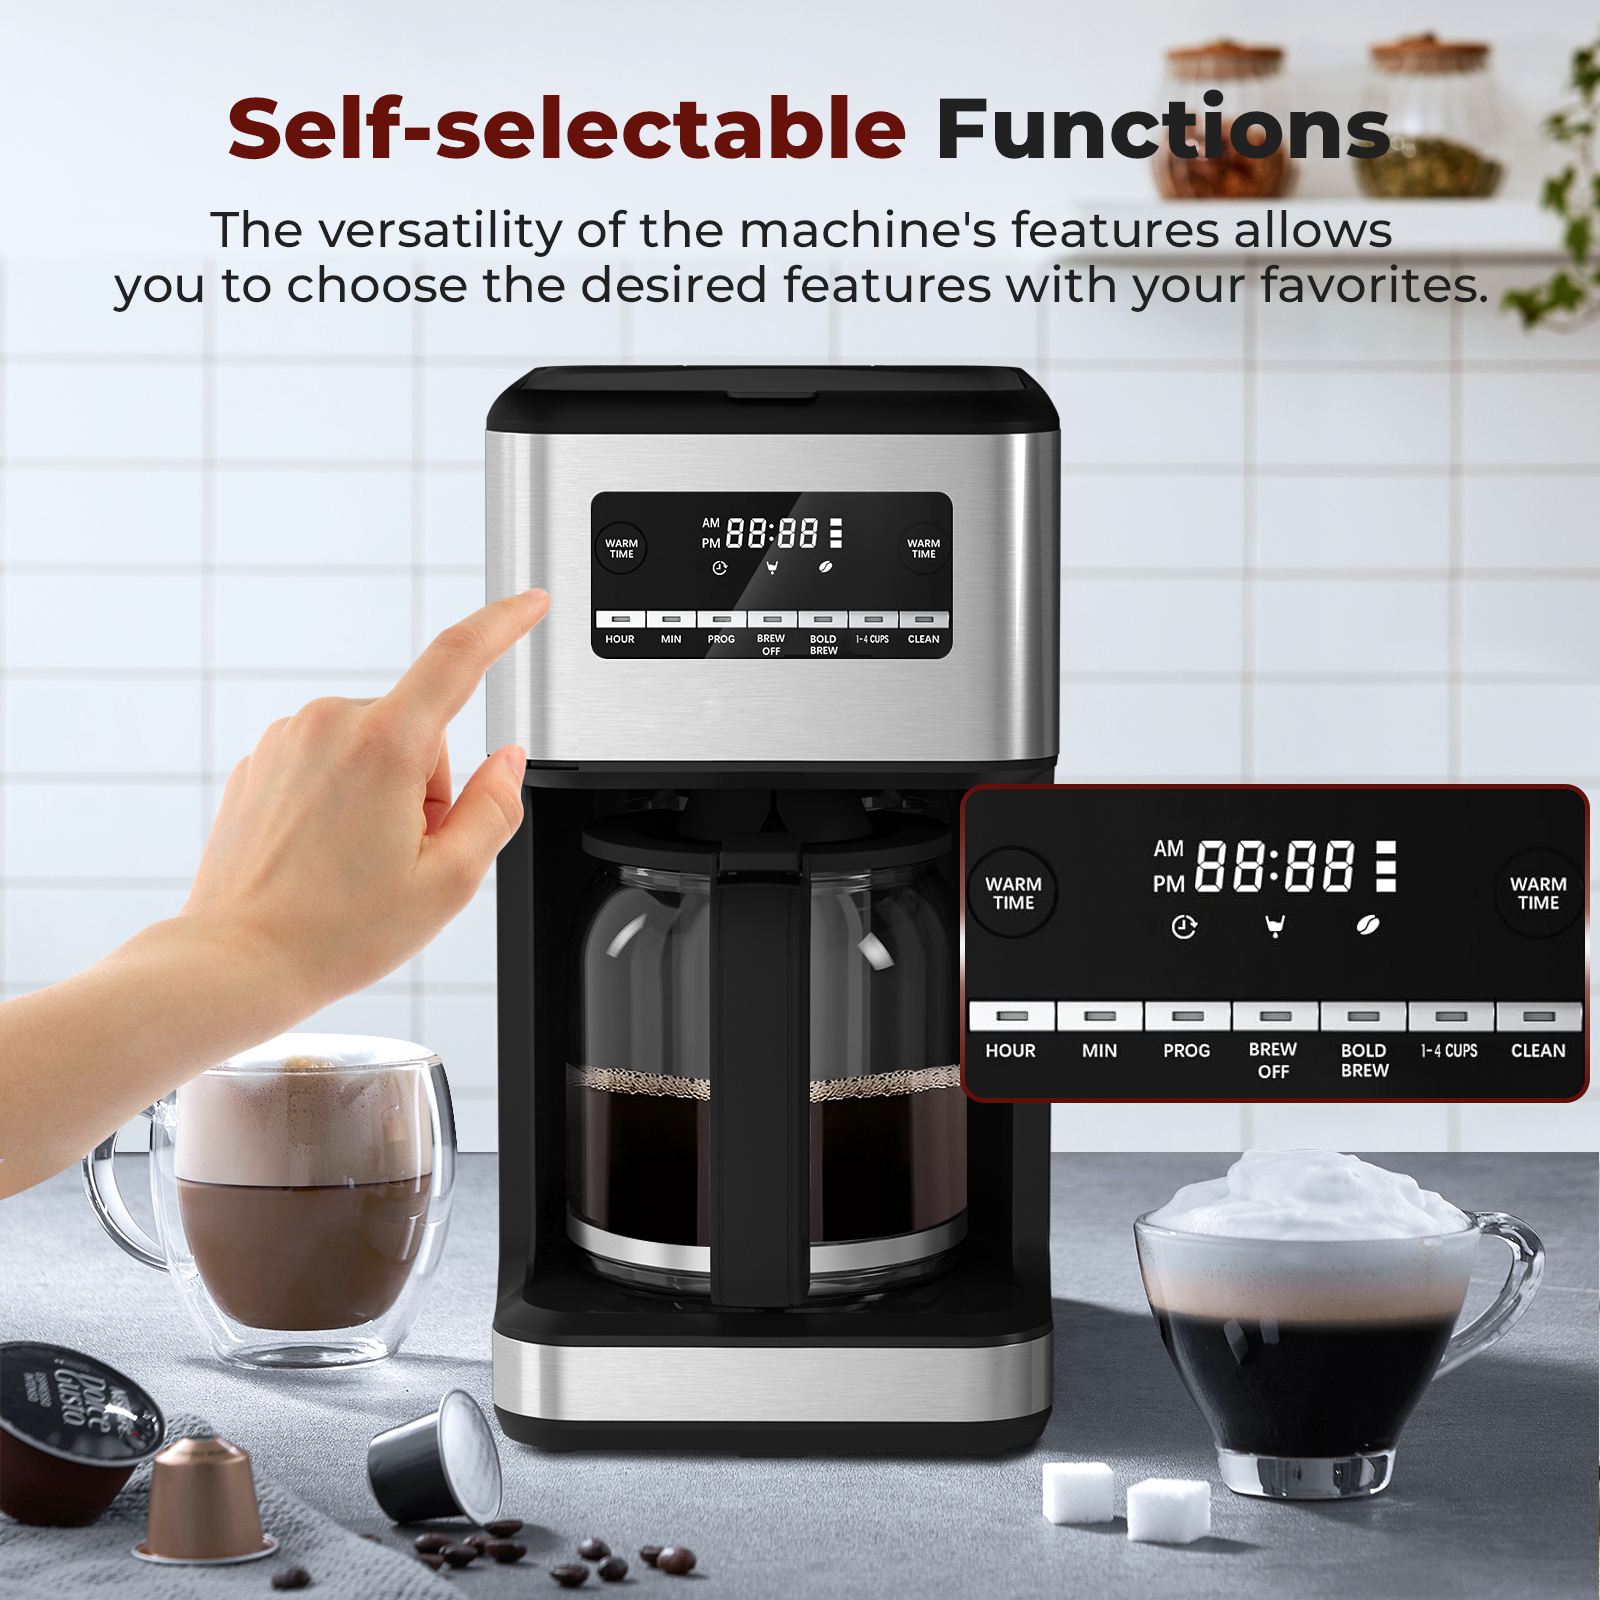 Self-selectable Functions
The versatility of the machine's features allows
you to choose the desired features with your favorites.
WARM
TIME
AM 88:88
PM
WARM
TIME
HOUR MIN PROG BREW OFF BOLD BREW 1-4 CUPS CLEAN
WARM
TIME
AM 88:88
PM
WARM
TIME
HOUR MIN PROG BREW OFF BOLD BREW 1-4 CUPS CLEAN
Dolce
Gusto
ESPRESSO
INTENSO